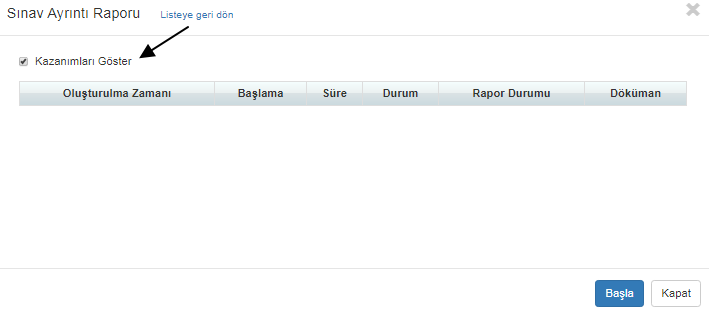 Sınav Ayrıntı Raporu Listeye geri dön
Kazanımları Göster
Oluşturulma Zamanı Başlama Süre Durum Rapor Durumu Döküman
Başla Kapat